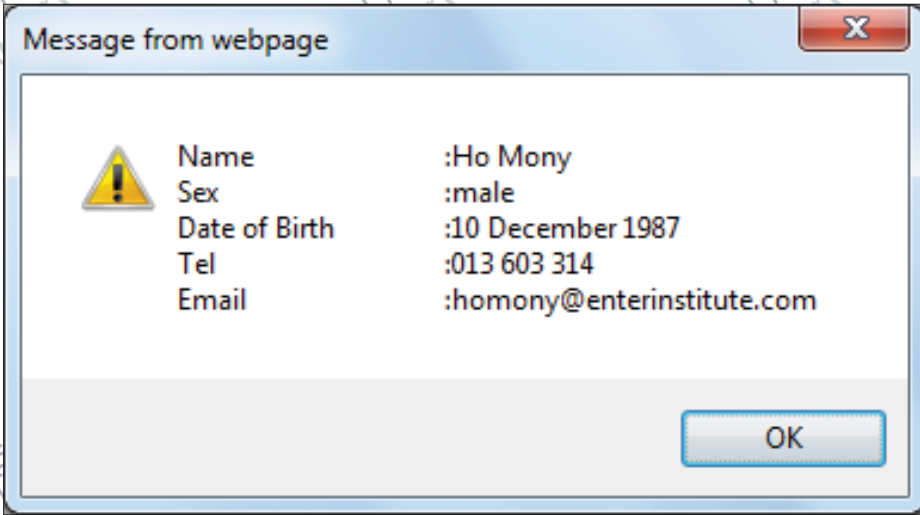 Message from webpage
Name :Ho Mony
Sex :male
Date of Birth :10 December 1987
Tel :013 603 314
Email :homony@enterinstitute.com
OK